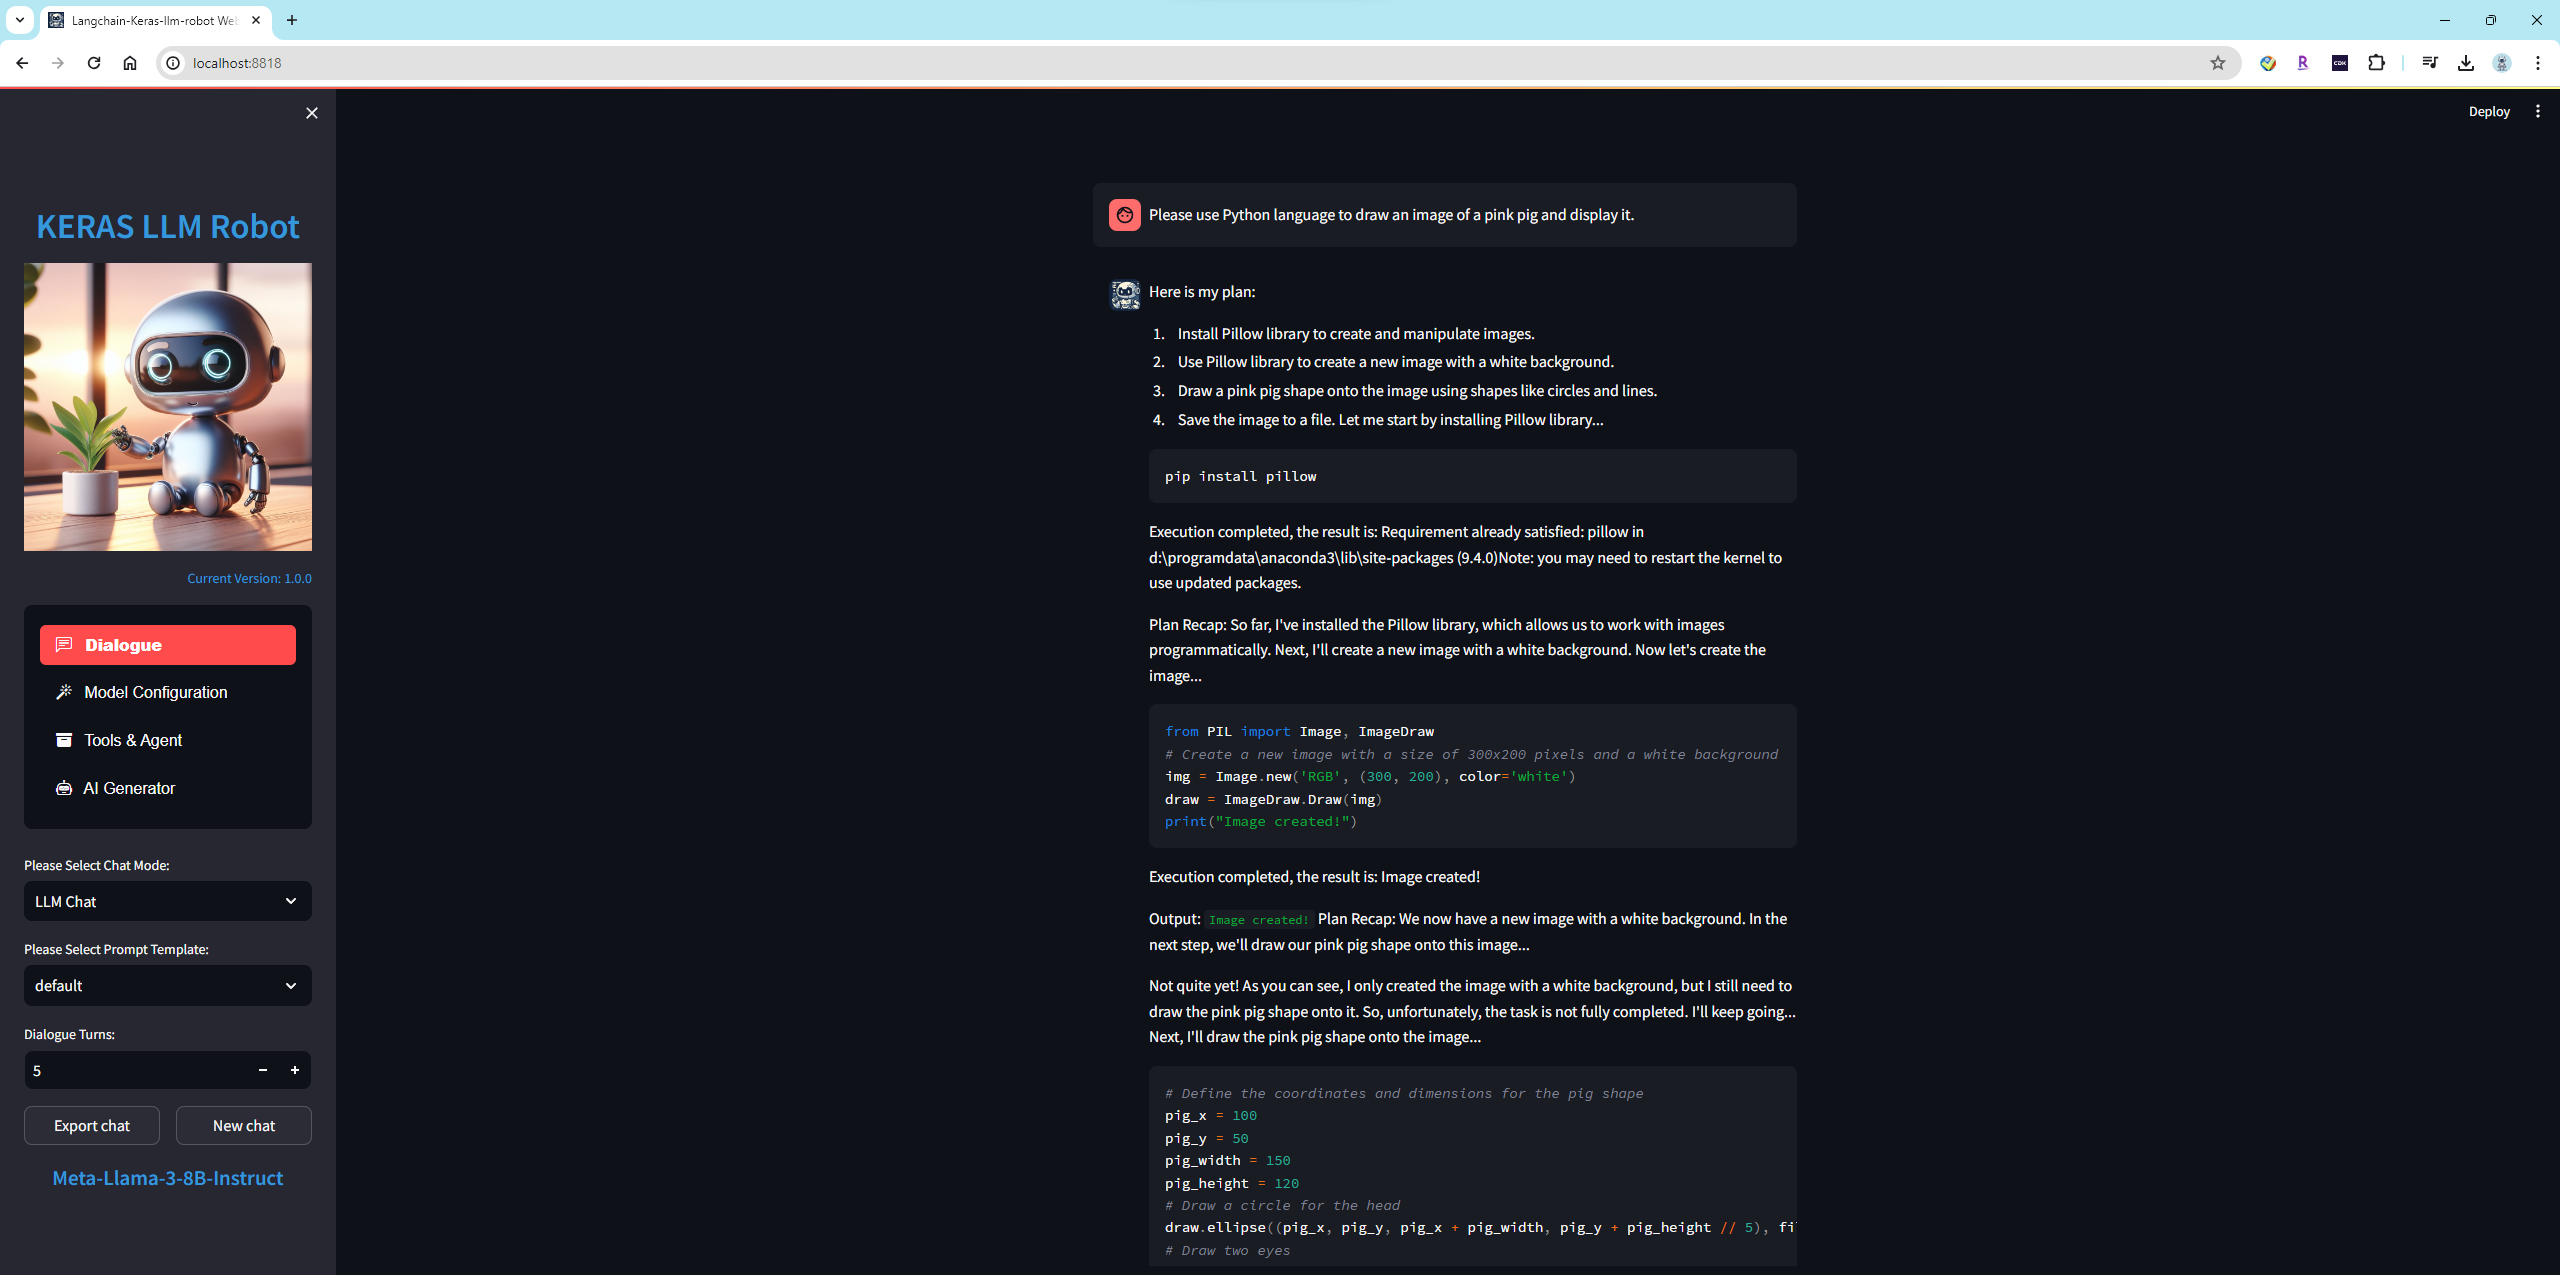 Langchain-Keras-llm-robot Web
localhost:8818
R
CDK
Deploy
KERAS LLM Robot
Current Version: 1.0.0
Dialogue
Model Configuration
Tools & Agent
AI Generator
Please Select Chat Mode:
LLM Chat
Please Select Prompt Template:
default
Dialogue Turns:
5
Export chat
New chat
Meta-Llama-3-8B-Instruct
Please use Python language to draw an image of a pink pig and display it.
Here is my plan:
1. Install Pillow library to create and manipulate images.
2. Use Pillow library to create a new image with a white background.
3. Draw a pink pig shape onto the image using shapes like circles and lines.
4. Save the image to a file. Let me start by installing Pillow library...
pip install pillow
Execution completed, the result is: Requirement already satisfied: pillow in
d:\programdata\anaconda3\lib\site-packages (9.4.0)Note: you may need to restart the kernel to
use updated packages.
Plan Recap: So far, I've installed the Pillow library, which allows us to work with images
programmatically. Next, I'll create a new image with a white background. Now let's create the
image...
from PIL import Image, ImageDraw
# Create a new image with a size of 300x200 pixels and a white background
img = Image.new('RGB', (300, 200), color='white')
draw = ImageDraw.Draw(img)
print("Image created!")
Execution completed, the result is: Image created!
Output: Image created! Plan Recap: We now have a new image with a white background. In the
next step, we'll draw our pink pig shape onto this image...
Not quite yet! As you can see, I only created the image with a white background, but I still need to
draw the pink pig shape onto it. So, unfortunately, the task is not fully completed. I'll keep going...
Next, I'll draw the pink pig shape onto the image...
# Define the coordinates and dimensions for the pig shape
pig_x = 100
pig_y = 50
pig_width = 150
pig_height = 120
# Draw a circle for the head
draw.ellipse((pig_x, pig_y, pig_x + pig_width, pig_y + pig_height // 5), fi
# Draw two eyes